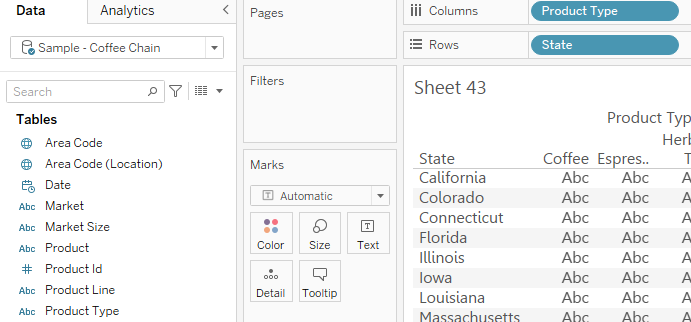 Data
Analytics
Sample - Coffee Chain
Search
Tables
Area Code
Area Code (Location)
Date
Abc Market
Abc Market Size
Abc Product
Product Id
Abc Product Line
Abc Product Type
Pages
Filters
Marks
T Automatic
Color
Size
T Text
Detail
Tooltip
Columns Product Type
Rows State
Sheet 43
Product Typ
Herb
State Coffee Espres.. T
California Abc Abc A
Colorado Abc Abc A
Connecticut Abc Abc A
Florida Abc Abc A
Illinois Abc Abc A
Iowa Abc Abc A
Louisiana Abc Abc A
Massachusetts Abc Abc A